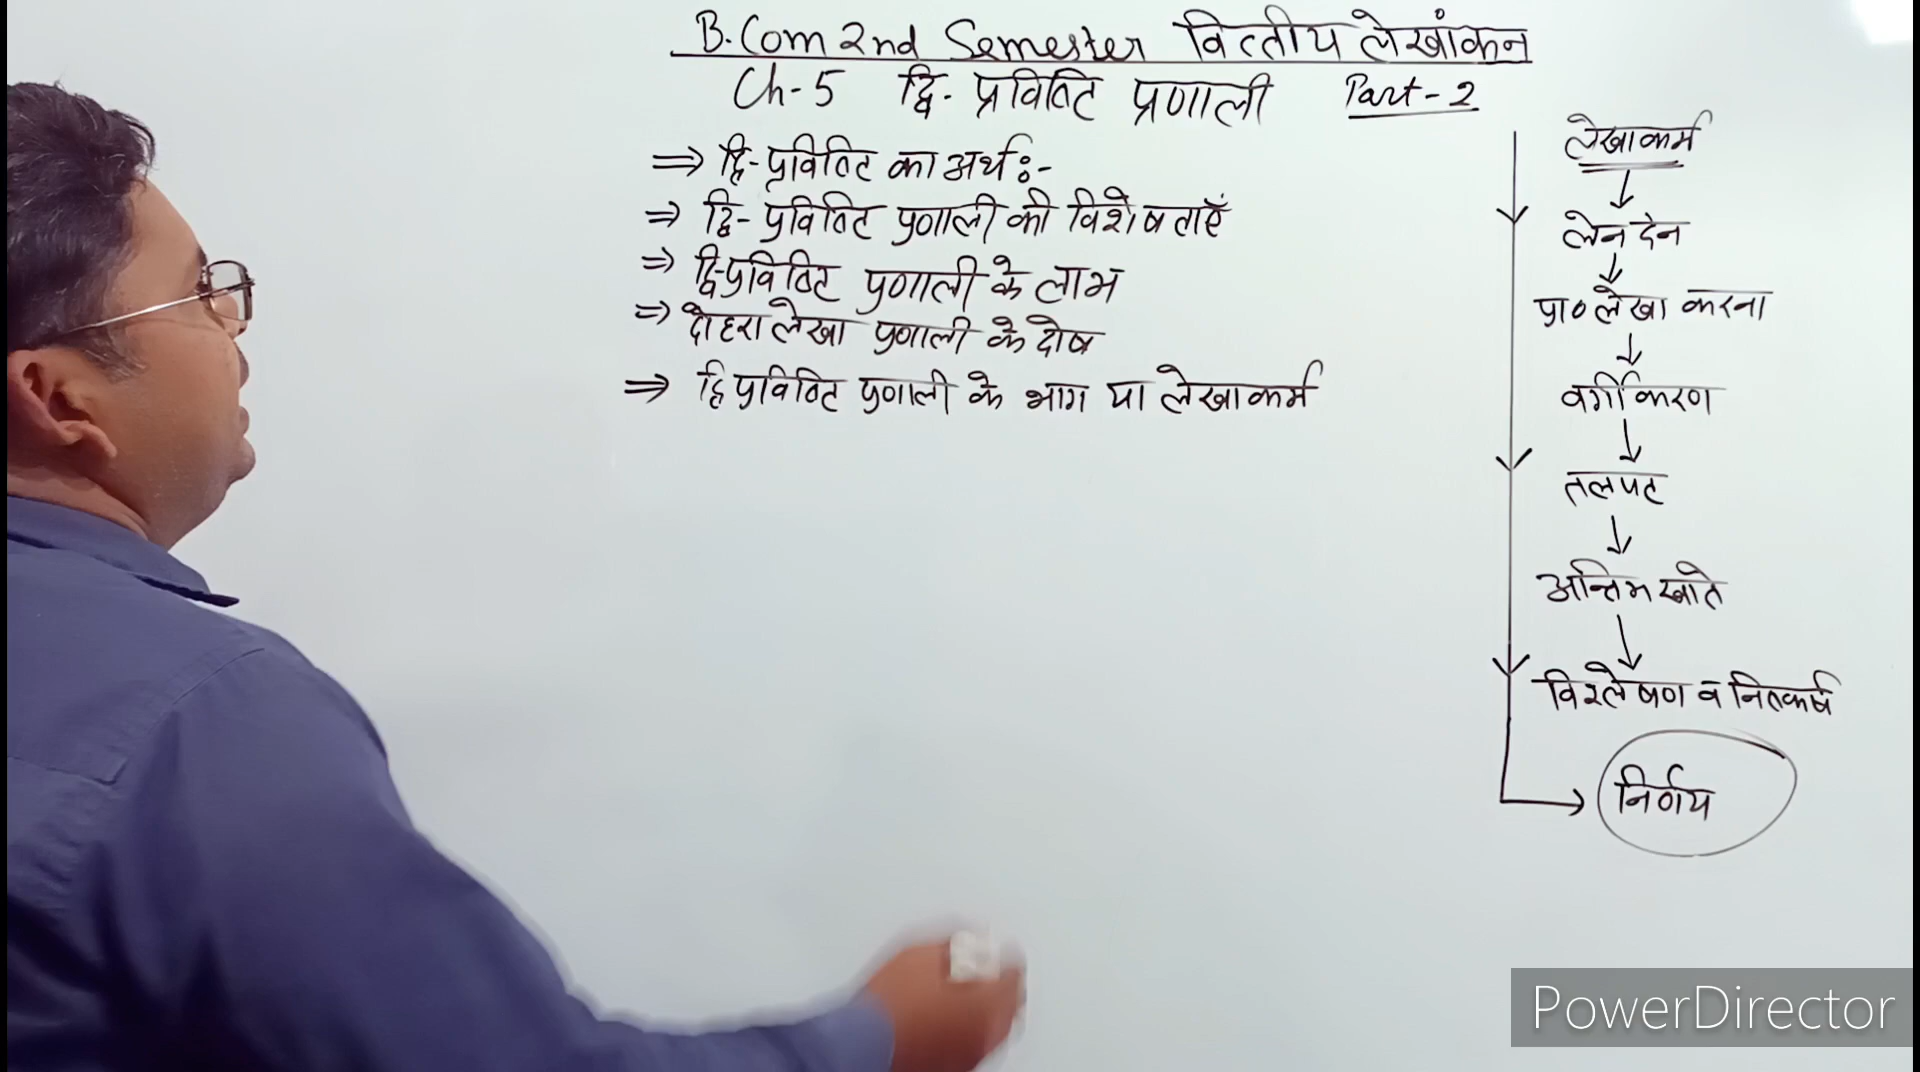 B.Com 2nd Semester वित्तीय लेखांकन
Ch-5 द्वि-प्रविष्टि प्रणाली Part-2
⇒ द्वि-प्रविष्टि का अर्थ:-
⇒ द्वि-प्रविष्टि प्रणाली की विशेषताएँ
⇒ द्वि-प्रविष्टि प्रणाली के लाभ
⇒ दोहरा लेखा प्रणाली के दोष
⇒ द्वि प्रविष्टि प्रणाली के भाग या लेखाकर्म
लेखाकर्म
↓
लेन देन
↓
प्रा० लेखा करना
↓
वर्गीकरण
↓
तलपट
↓
अन्तिम खाते
↓
विश्लेषण व निष्कर्ष
→ निर्णय
PowerDirector